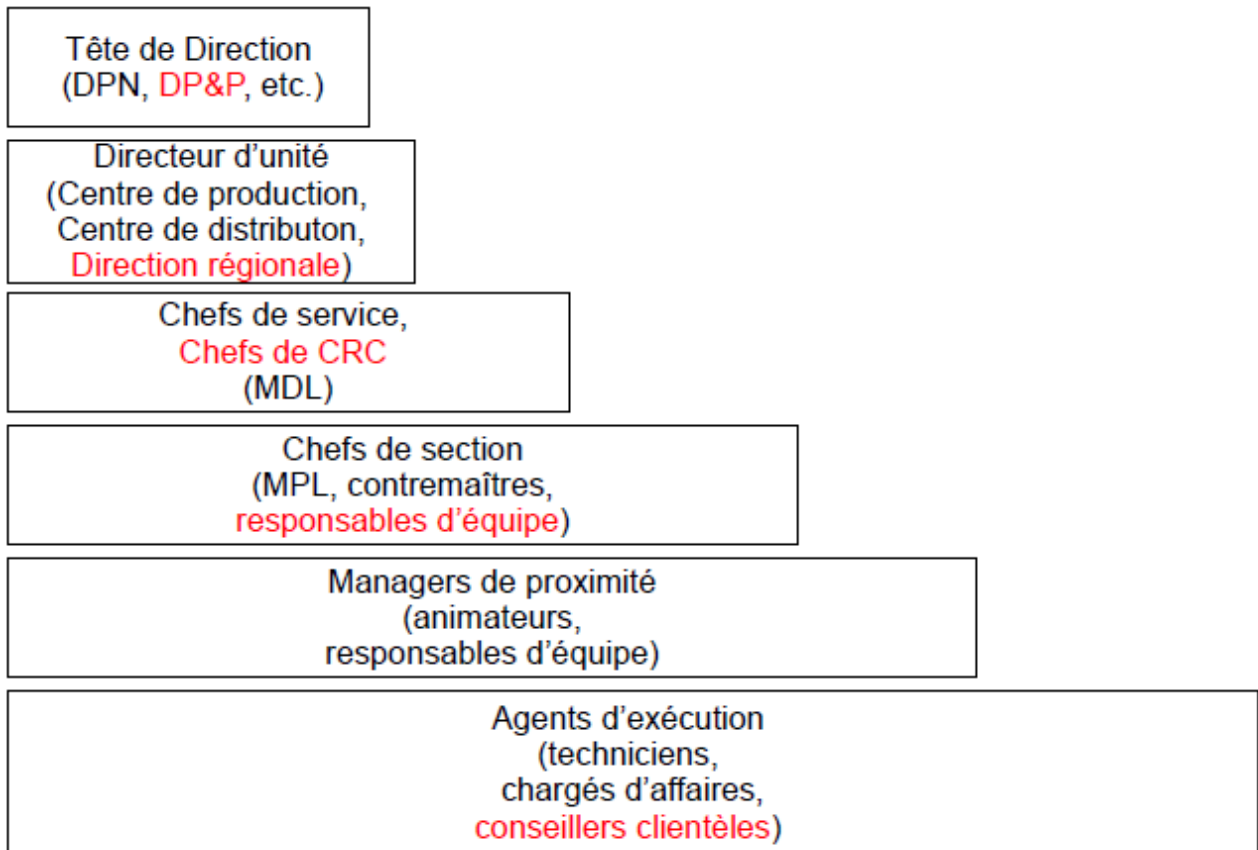 Tête de Direction
(DPN, DP&P, etc.)
Directeur d'unité
(Centre de production,
Centre de distributon,
Direction régionale)
Chefs de service,
Chefs de CRC
(MDL)
Chefs de section
(MPL, contremaîtres,
responsables d'équipe)
Managers de proximité
(animateurs,
responsables d'équipe)
Agents d'exécution
(techniciens,
chargés d'affaires,
conseillers clientèles)